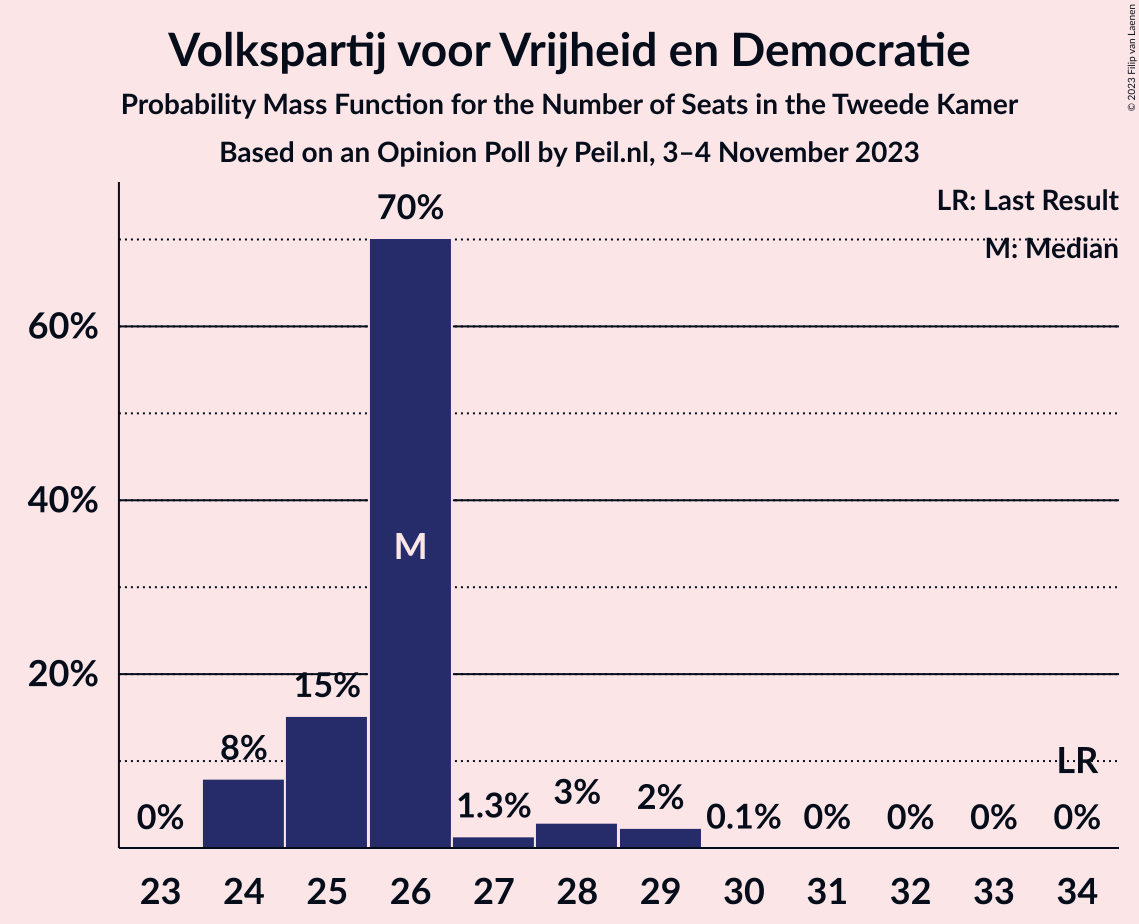 Volkspartij voor Vrijheid en Democratie
Probability Mass Function for the Number of Seats in the Tweede Kamer
Based on an Opinion Poll by Peil.nl, 3–4 November 2023
© 2023 Filip van Laenen
LR: Last Result
M: Median
70%
60%
40%
M
20%
15%
8%
LR
0%
1.3%
3%
2%
0.1%
0%
0%
0%
0%
23 24 25 26 27 28 29 30 31 32 33 34